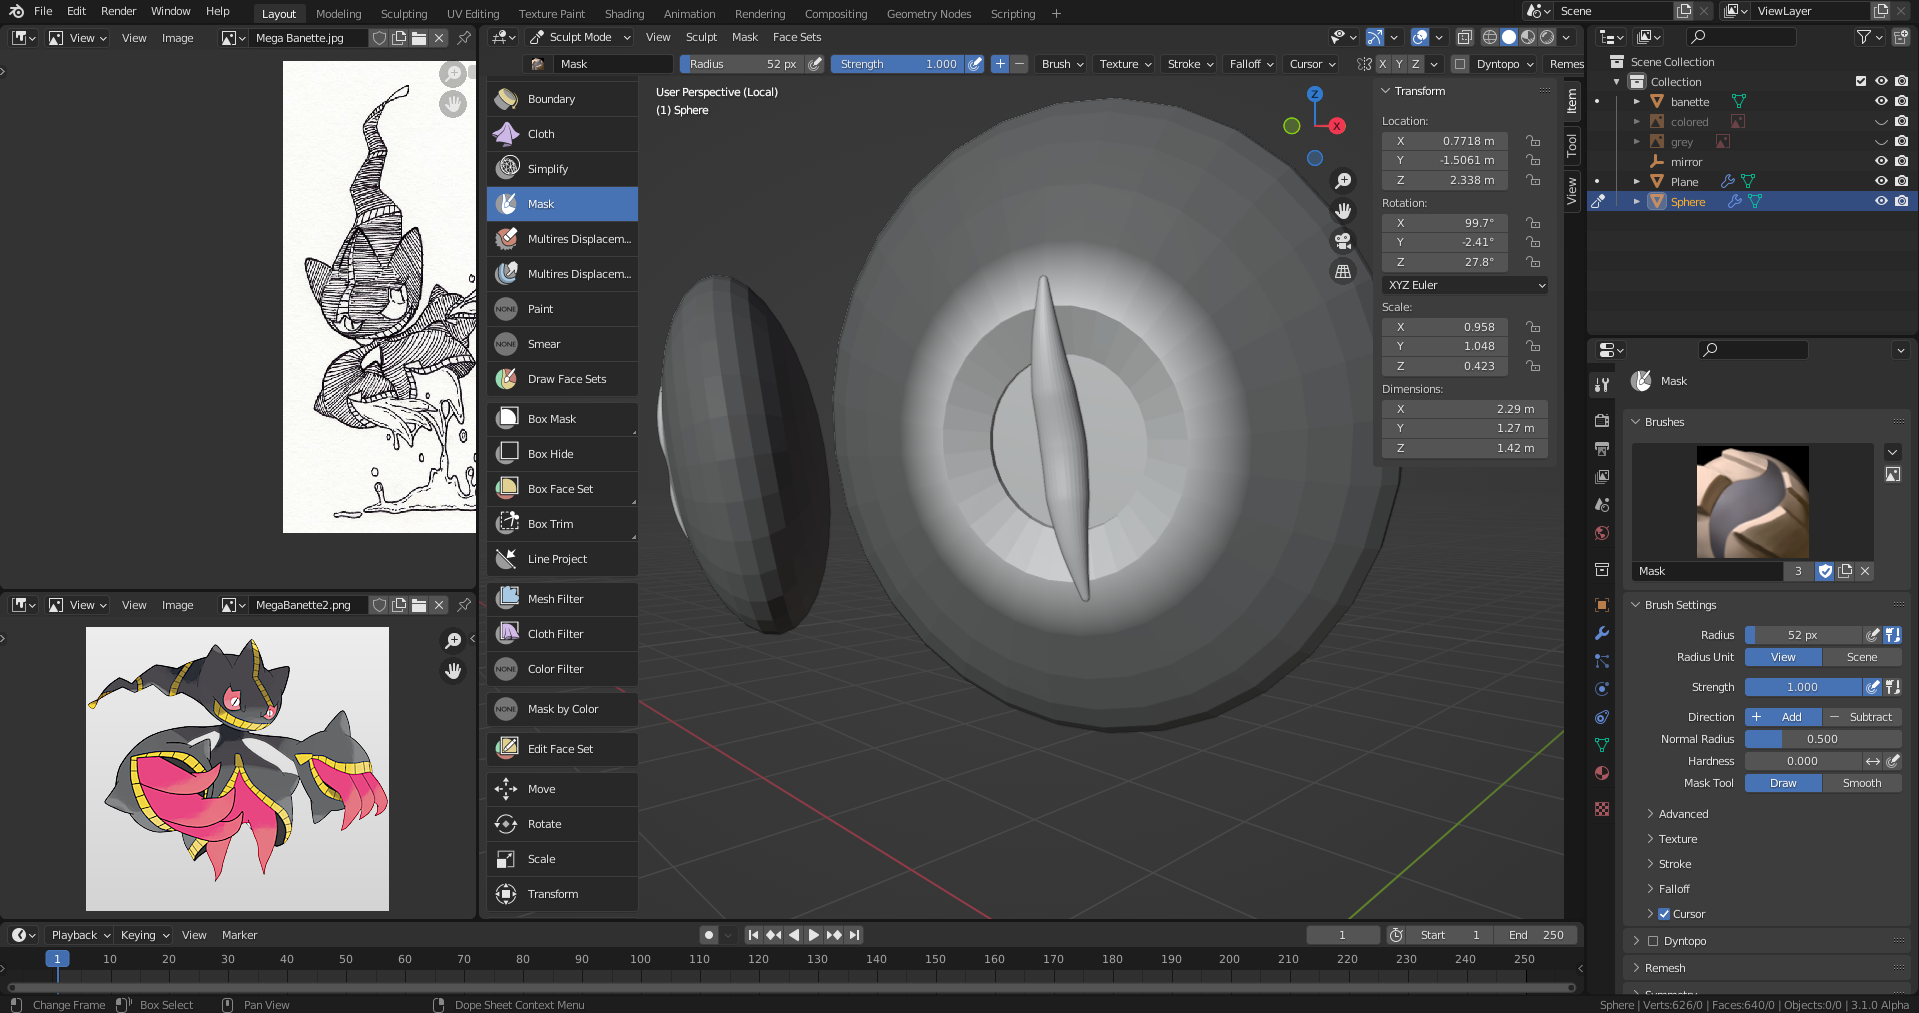 File Edit Render Window Help
Layout Modeling Sculpting UV Editing Texture Paint Shading Animation Rendering Compositing Geometry Nodes Scripting +
Scene
ViewLayer
View View Image Mega Banette.jpg
Sculpt Mode View Sculpt Mask Face Sets
Mask Radius 52 px Strength 1.000 Brush Texture Stroke Falloff Cursor X Y Z Dyntopo Remes
Boundary
Cloth
Simplify
Mask
Multires Displacem...
Multires Displacem...
NONE Paint
NONE Smear
Draw Face Sets
Box Mask
Box Hide
Box Face Set
Box Trim
Line Project
Mesh Filter
Cloth Filter
NONE Color Filter
NONE Mask by Color
Edit Face Set
Move
Rotate
Scale
Transform
User Perspective (Local)
(1) Sphere
Z
X
Transform
Location:
X 0.7718 m
Y -1.5061 m
Z 2.338 m
Rotation:
X 99.7°
Y -2.41°
Z 27.8°
XYZ Euler
Scale:
X 0.958
Y 1.048
Z 0.423
Dimensions:
X 2.29 m
Y 1.27 m
Z 1.42 m
Item
Tool
View
Scene Collection
Collection
banette
colored
grey
mirror
Plane
Sphere
Mask
Brushes
Mask 3
Brush Settings
Radius 52 px
Radius Unit View Scene
Strength 1.000
Direction + Add − Subtract
Normal Radius 0.500
Hardness 0.000
Mask Tool Draw Smooth
Advanced
Texture
Stroke
Falloff
Cursor
Dyntopo
Remesh
Symmetry
View View Image MegaBanette2.png
Playback Keying View Marker
1 Start 1 End 250
1 10 20 30 40 50 60 70 80 90 100 110 120 130 140 150 160 170 180 190 200 210 220 230 240 250
Change Frame Box Select Pan View Dope Sheet Context Menu
Sphere | Verts:626/0 | Faces:640/0 | Objects:0/0 | 3.1.0 Alpha